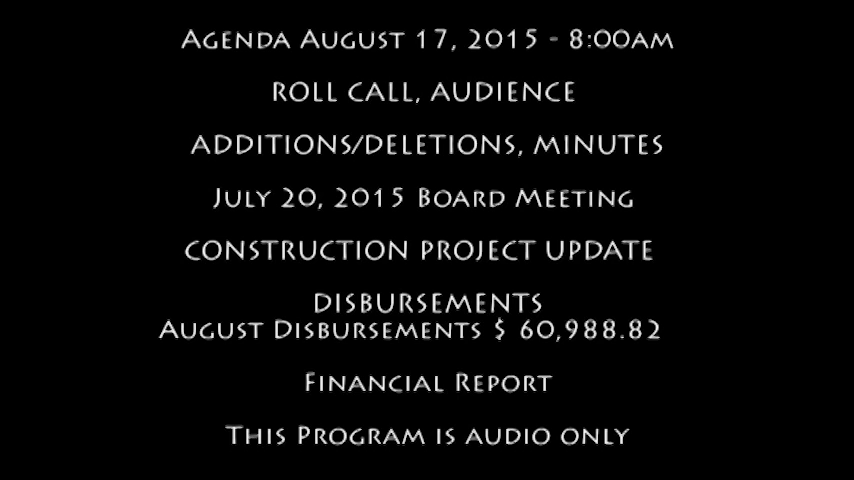 Agenda August 17, 2015 - 8:00am
ROLL CALL, AUDIENCE
ADDITIONS/DELETIONS, MINUTES
July 20, 2015 Board Meeting
CONSTRUCTION PROJECT UPDATE
DISBURSEMENTS
August Disbursements $ 60,988.82
Financial Report
This Program is audio only